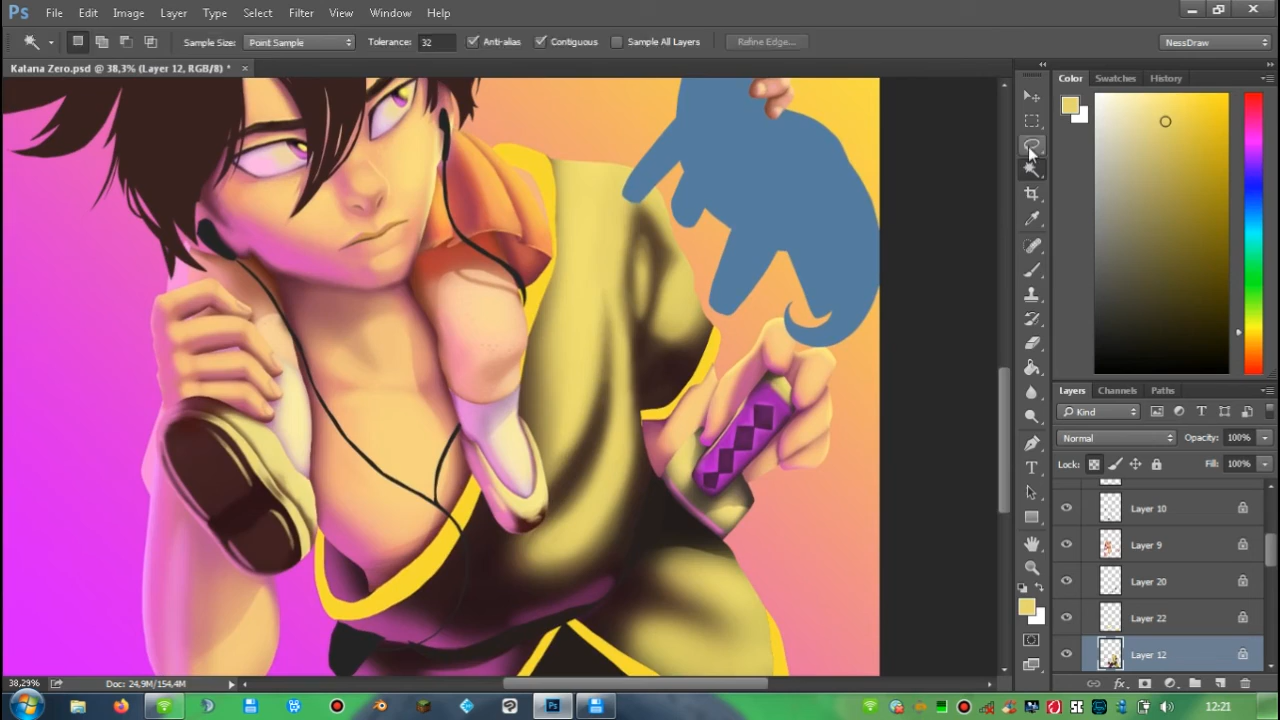 Ps File Edit Image Layer Type Select Filter View Window Help
Sample Size: Point Sample Tolerance: 32 Anti-alias Contiguous Sample All Layers Refine Edge... NessDraw
Katana Zero.psd @ 38,3% (Layer 12, RGB/8) * ×
Color Swatches History
Layers Channels Paths
Kind
Normal Opacity: 100%
Lock: Fill: 100%
Layer 10
Layer 9
Layer 20
Layer 22
Layer 12
38,29% Doc: 24,9M/154,4M
12:21